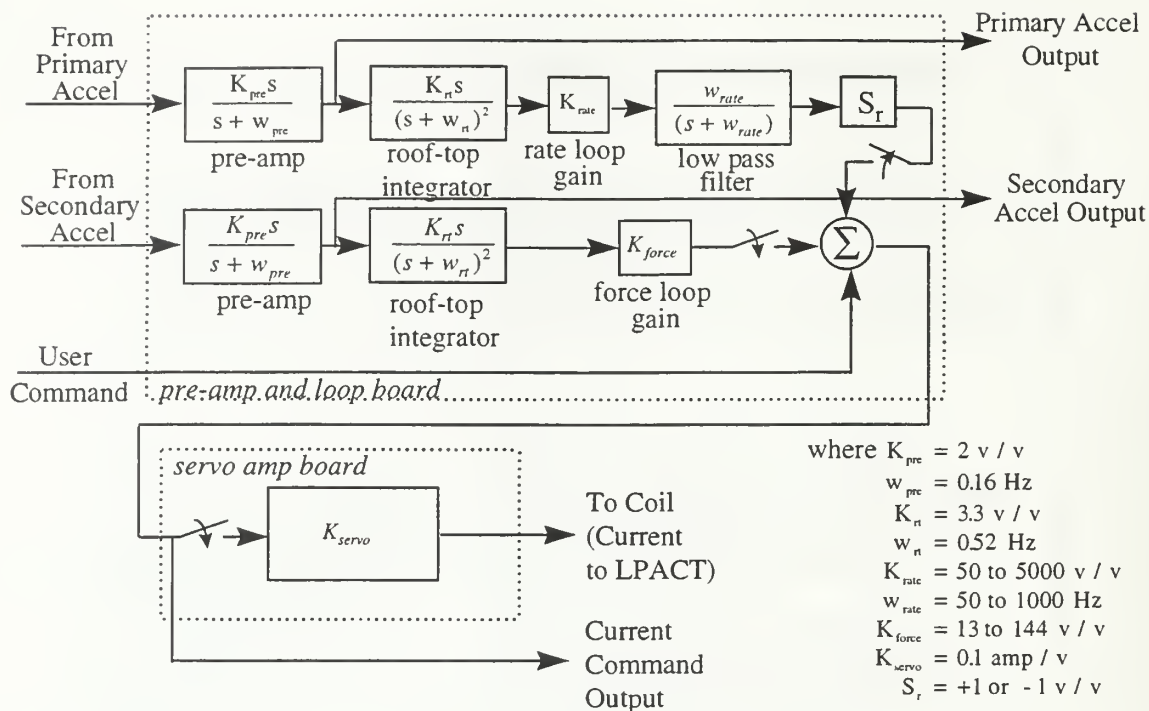 From
Primary
Accel
K_pre s
s + w_pre
pre-amp
K_rt s
(s + w_rt)²
roof-top
integrator
K_rate
rate loop
gain
w_rate
(s + w_rate)
low pass
filter
S_r
Primary Accel
Output
From
Secondary
Accel
K_pre s
s + w_pre
pre-amp
K_rt s
(s + w_rt)²
roof-top
integrator
K_force
force loop
gain
Σ
Secondary
Accel Output
User
Command
pre-amp and loop board
servo amp board
K_servo
To Coil
(Current
to LPACT)
Current
Command
Output
where K_pre = 2 v / v
w_pre = 0.16 Hz
K_rt = 3.3 v / v
w_rt = 0.52 Hz
K_rate = 50 to 5000 v / v
w_rate = 50 to 1000 Hz
K_force = 13 to 144 v / v
K_servo = 0.1 amp / v
S_r = +1 or - 1 v / v